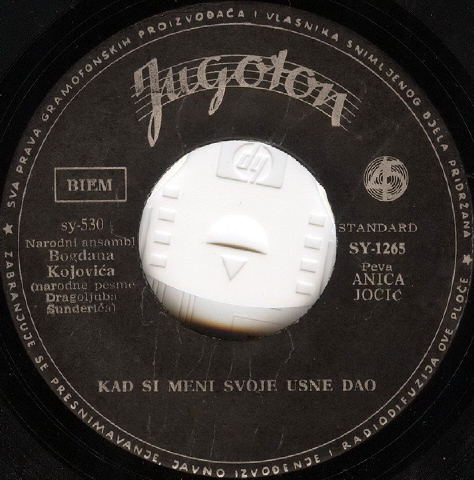 ★ SVA PRAVA GRAMOFONSKIH PROIZVOĐAČA I VLASNIKA SNIMLJENOG DJELA PRIDRŽANA
★ ZABRANJUJE SE PRESNIMAVANJE, JAVNO IZVOĐENJE I RADIODIFUZIJA OVE PLOČE
Jugoton
BIEM
45
hp
sy-530
Narodni ansambl
Bogdana
Kojovića
(narodne pesme
Dragoljuba
Šunderića)
STANDARD
SY-1265
Peva
ANICA
JOČIĆ
KAD SI MENI SVOJE USNE DAO